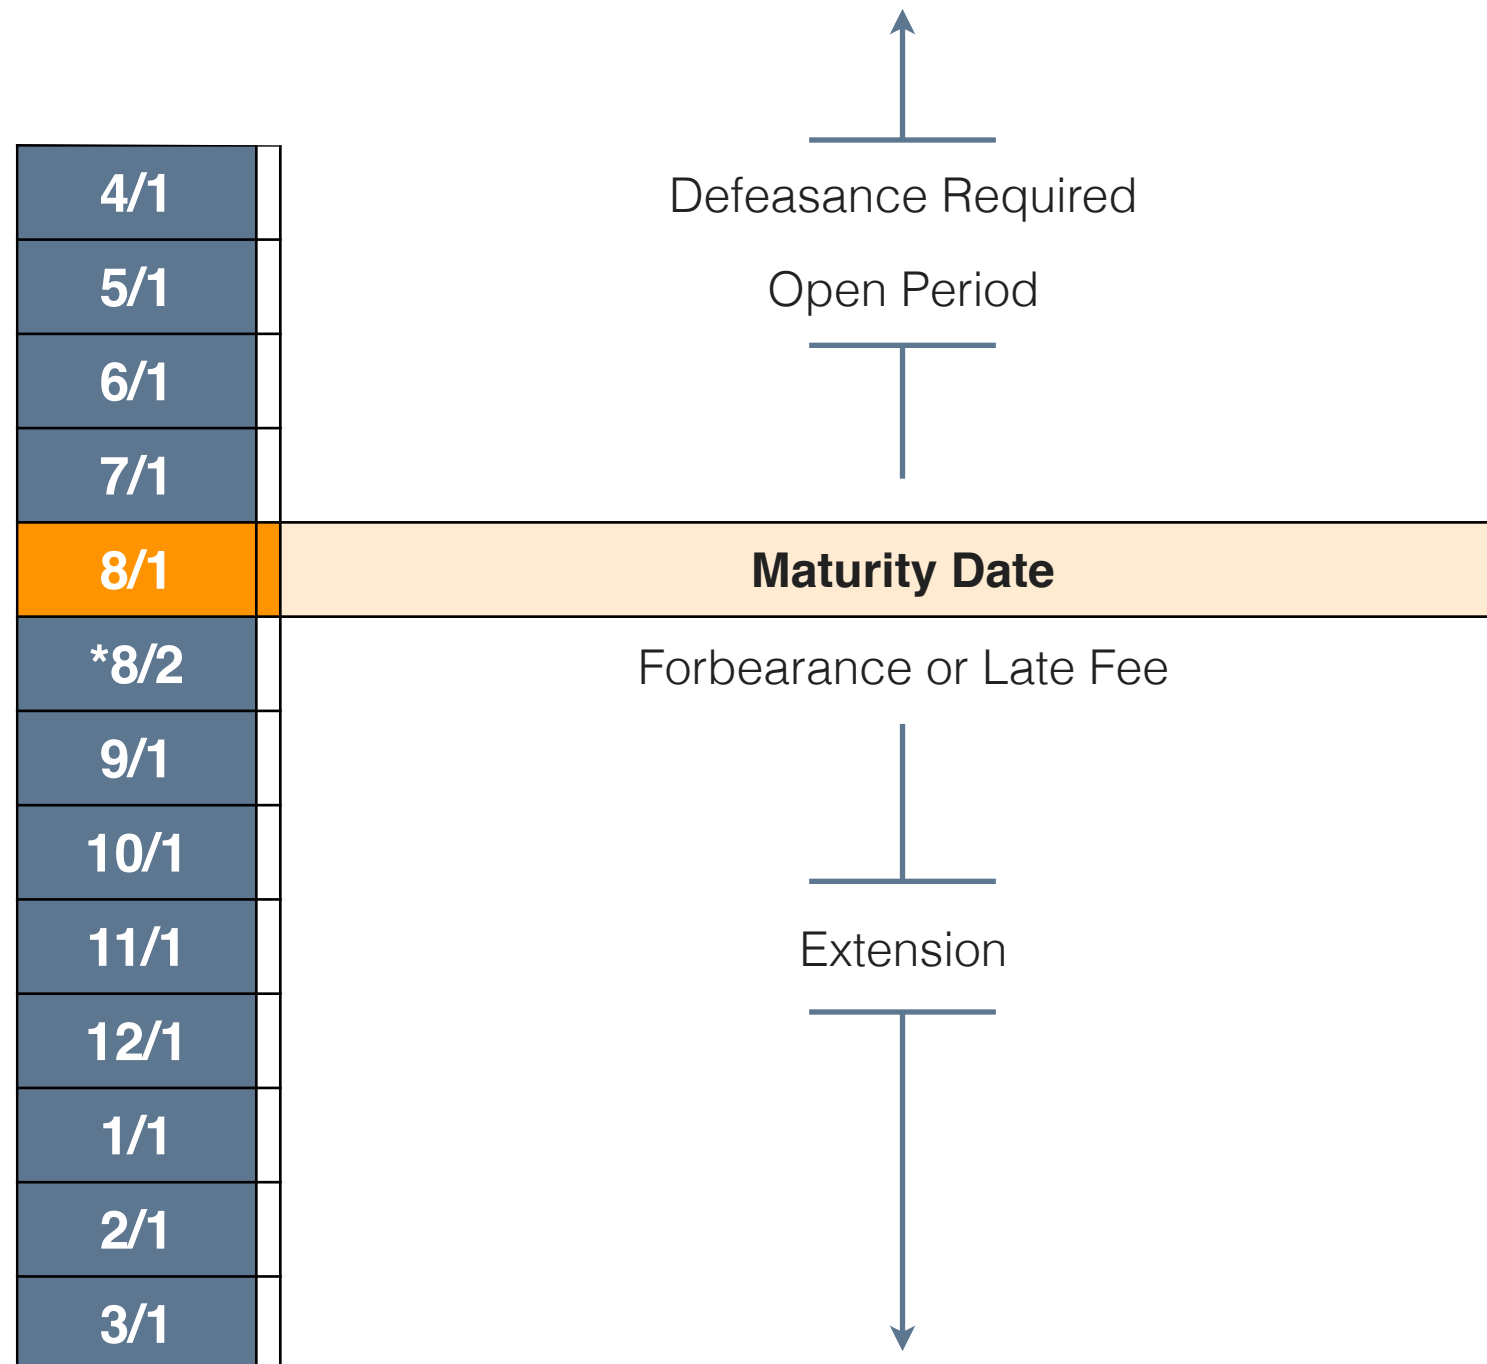 4/1 Defeasance Required
5/1 Open Period
6/1
7/1
8/1 Maturity Date
*8/2 Forbearance or Late Fee
9/1
10/1
11/1 Extension
12/1
1/1
2/1
3/1